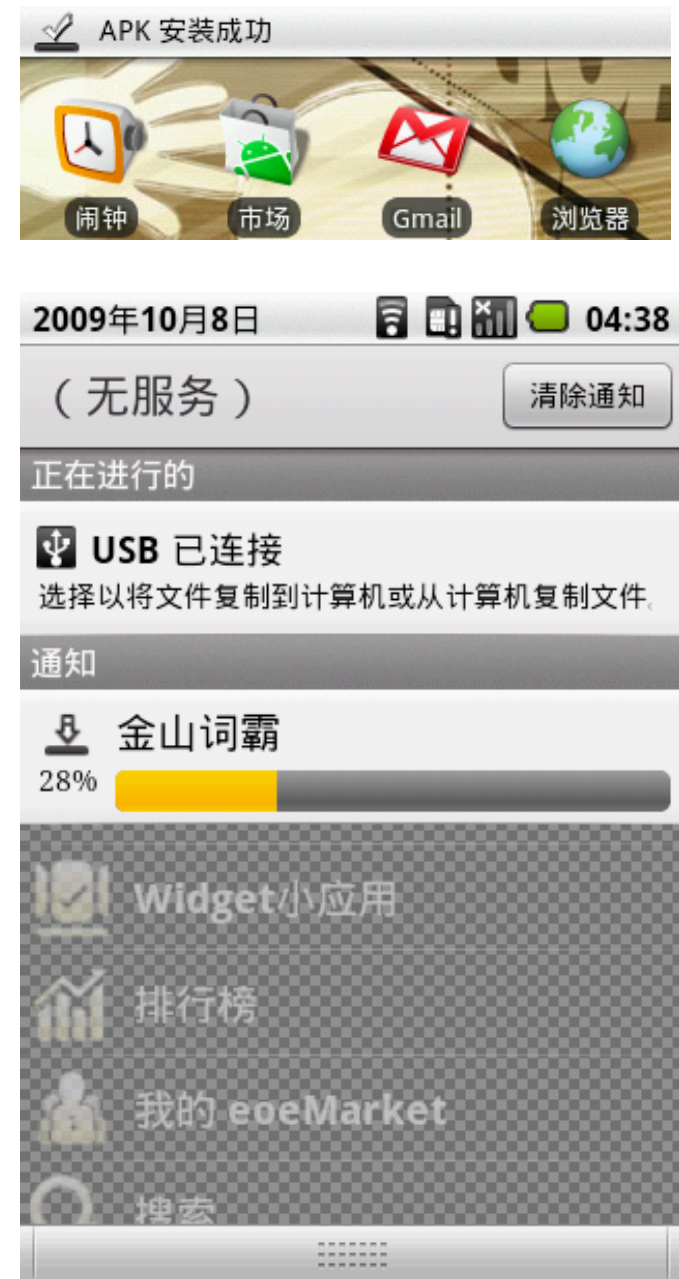 APK 安装成功
闹钟 市场 Gmail 浏览器
2009年10月8日 04:38
（无服务） 清除通知
正在进行的
USB 已连接
选择以将文件复制到计算机或从计算机复制文件。
通知
金山词霸
28%
Widget小应用
排行榜
我的 eoeMarket
搜索